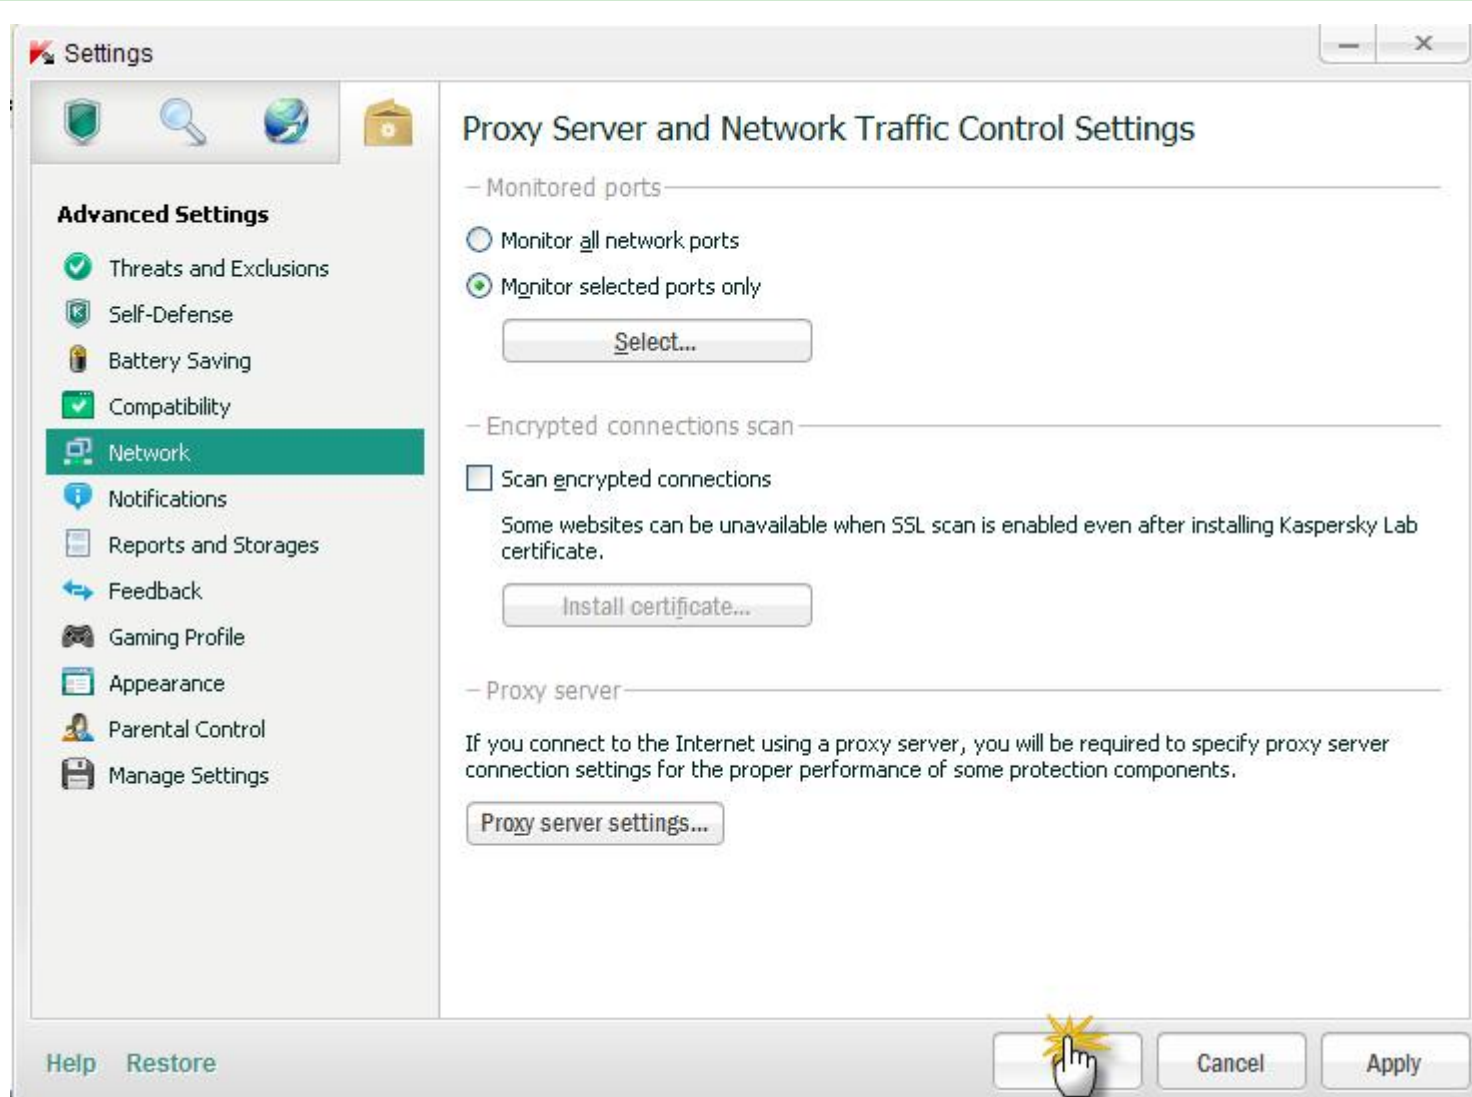 Settings
Advanced Settings
Threats and Exclusions
Self-Defense
Battery Saving
Compatibility
Network
Notifications
Reports and Storages
Feedback
Gaming Profile
Appearance
Parental Control
Manage Settings
Proxy Server and Network Traffic Control Settings
Monitored ports
Monitor all network ports
Monitor selected ports only
Select...
Encrypted connections scan
Scan encrypted connections
Some websites can be unavailable when SSL scan is enabled even after installing Kaspersky Lab
certificate.
Install certificate...
Proxy server
If you connect to the Internet using a proxy server, you will be required to specify proxy server
connection settings for the proper performance of some protection components.
Proxy server settings...
Help Restore
Cancel Apply